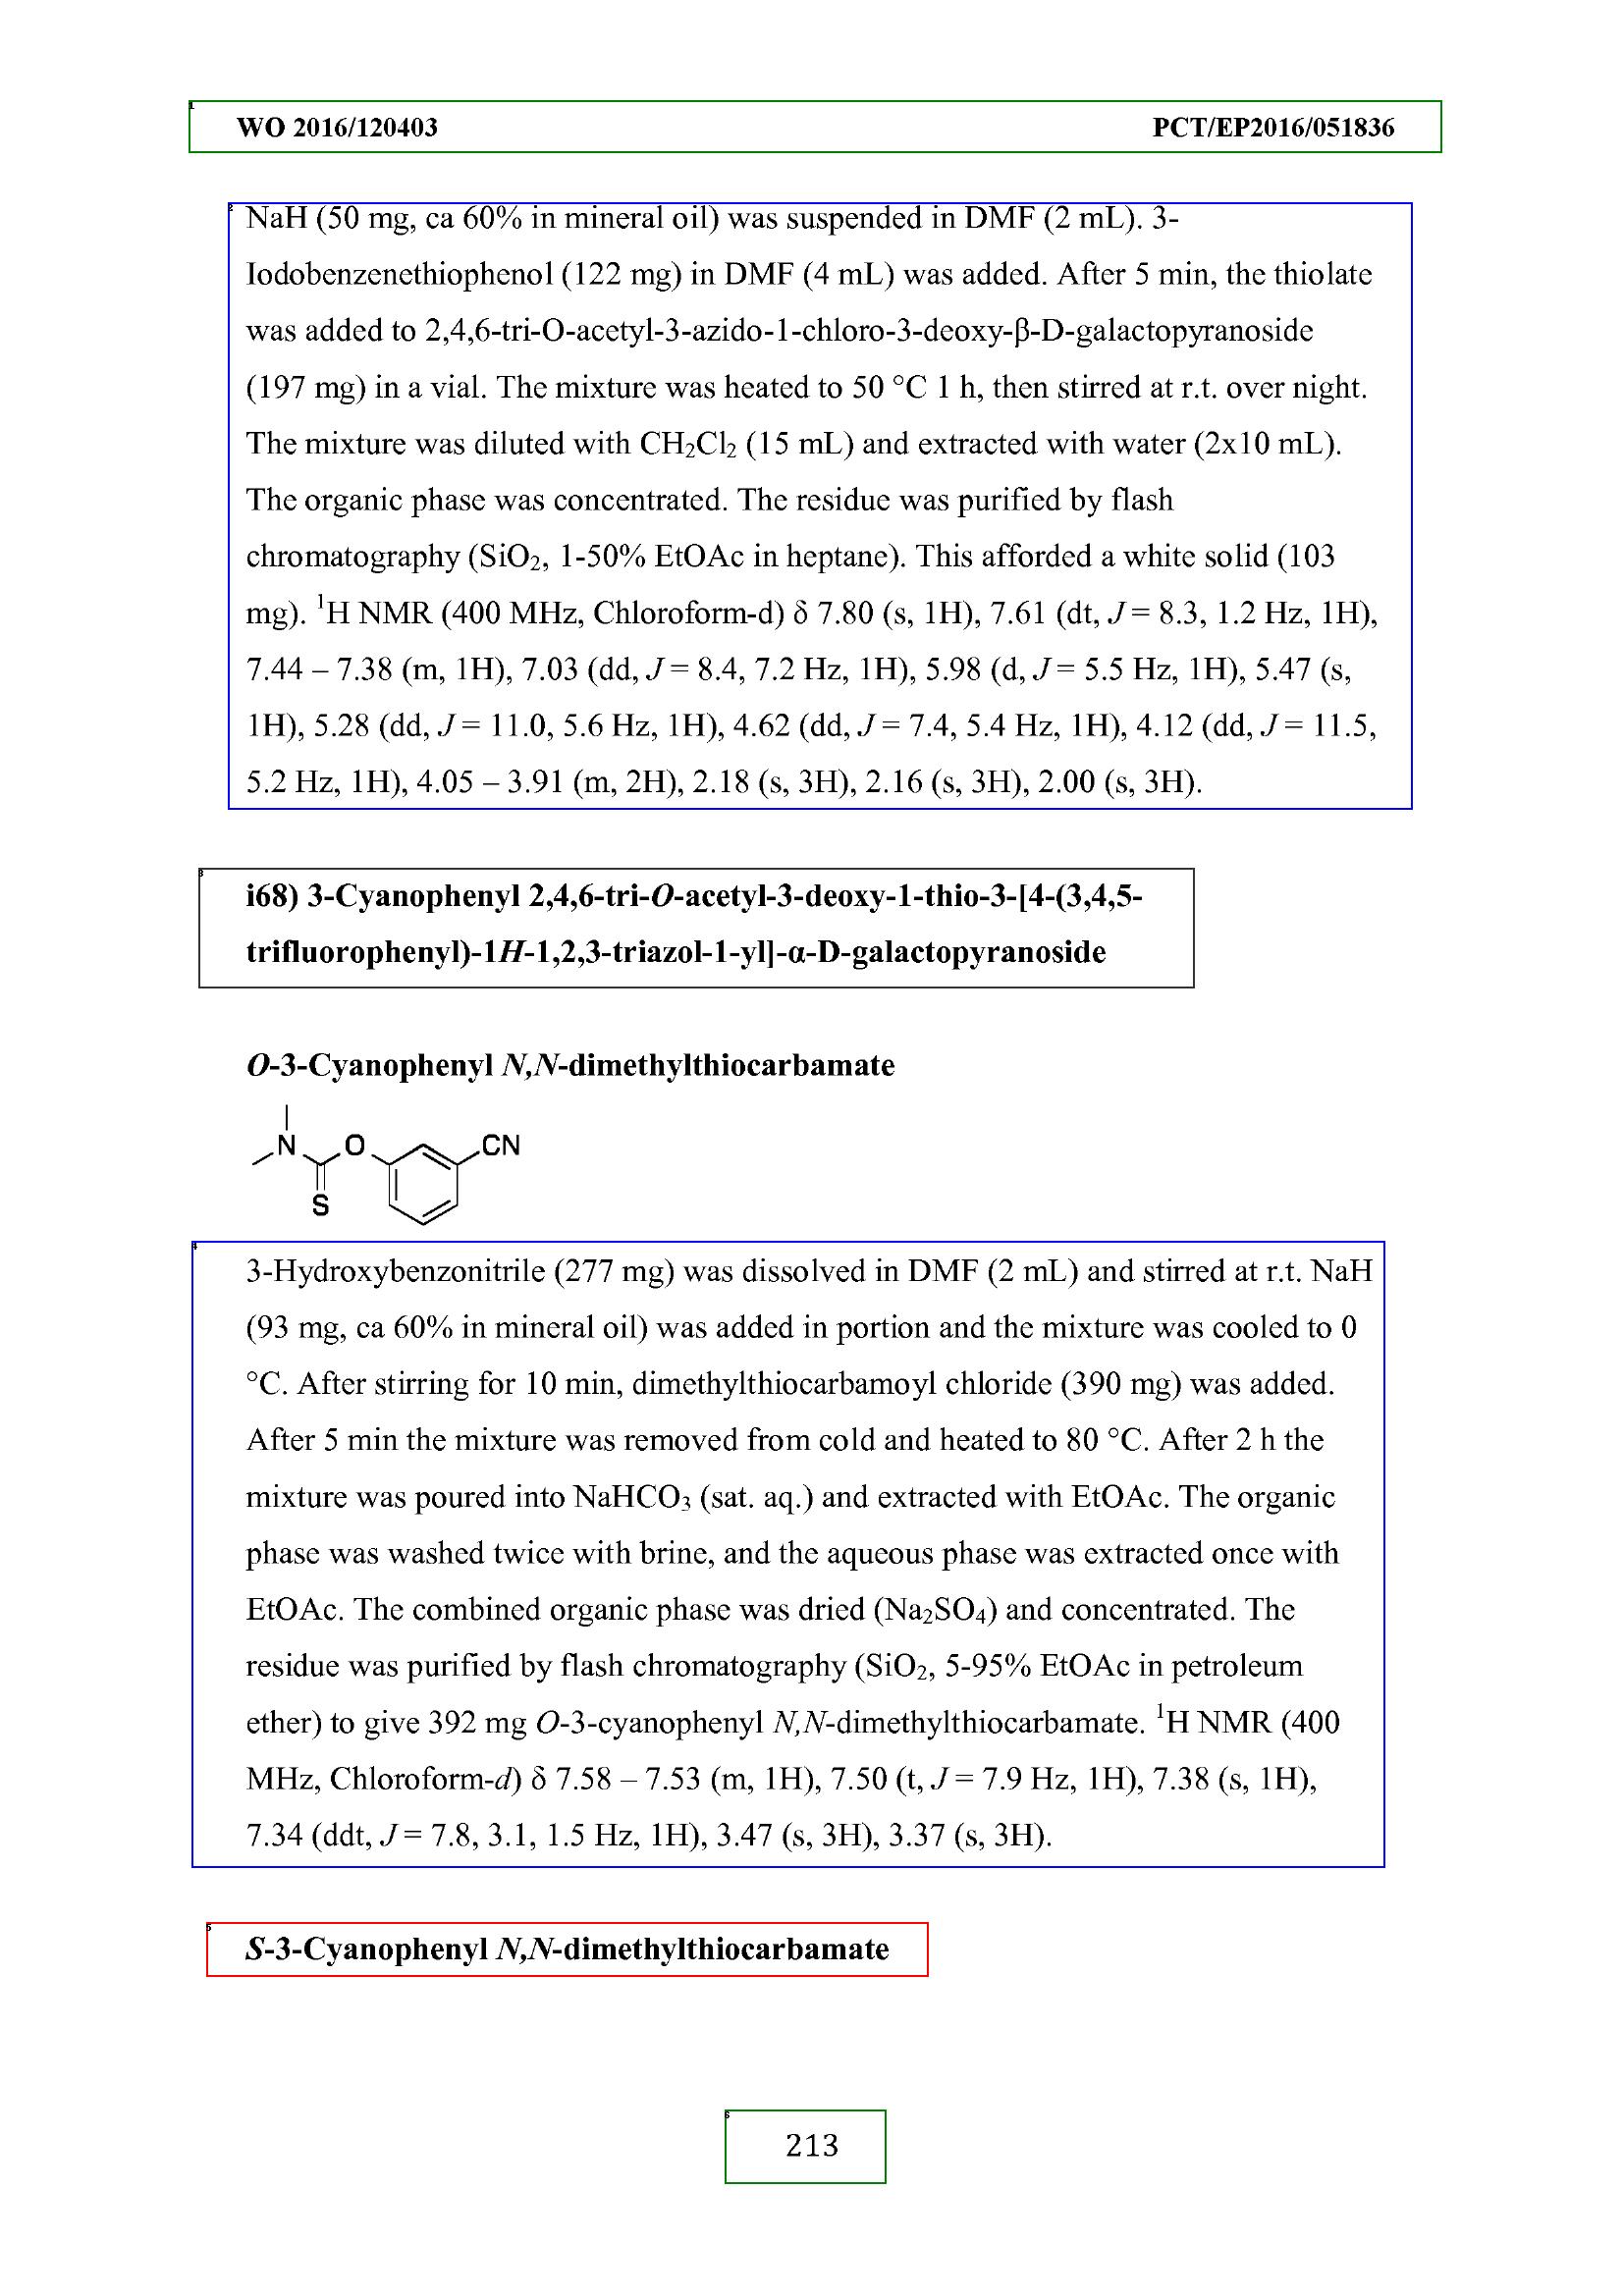 WO 2016/120403 PCT/EP2016/051836
NaH (50 mg, ca 60% in mineral oil) was suspended in DMF (2 mL). 3-
Iodobenzenethiophenol (122 mg) in DMF (4 mL) was added. After 5 min, the thiolate
was added to 2,4,6-tri-O-acetyl-3-azido-1-chloro-3-deoxy-β-D-galactopyranoside
(197 mg) in a vial. The mixture was heated to 50 °C 1 h, then stirred at r.t. over night.
The mixture was diluted with CH₂Cl₂ (15 mL) and extracted with water (2x10 mL).
The organic phase was concentrated. The residue was purified by flash
chromatography (SiO₂, 1-50% EtOAc in heptane). This afforded a white solid (103
mg). ¹H NMR (400 MHz, Chloroform-d) δ 7.80 (s, 1H), 7.61 (dt, J = 8.3, 1.2 Hz, 1H),
7.44 – 7.38 (m, 1H), 7.03 (dd, J = 8.4, 7.2 Hz, 1H), 5.98 (d, J = 5.5 Hz, 1H), 5.47 (s,
1H), 5.28 (dd, J = 11.0, 5.6 Hz, 1H), 4.62 (dd, J = 7.4, 5.4 Hz, 1H), 4.12 (dd, J = 11.5,
5.2 Hz, 1H), 4.05 – 3.91 (m, 2H), 2.18 (s, 3H), 2.16 (s, 3H), 2.00 (s, 3H).
i68) 3-Cyanophenyl 2,4,6-tri-O-acetyl-3-deoxy-1-thio-3-[4-(3,4,5-
trifluorophenyl)-1H-1,2,3-triazol-1-yl]-α-D-galactopyranoside
O-3-Cyanophenyl N,N-dimethylthiocarbamate
N O CN
S
3-Hydroxybenzonitrile (277 mg) was dissolved in DMF (2 mL) and stirred at r.t. NaH
(93 mg, ca 60% in mineral oil) was added in portion and the mixture was cooled to 0
°C. After stirring for 10 min, dimethylthiocarbamoyl chloride (390 mg) was added.
After 5 min the mixture was removed from cold and heated to 80 °C. After 2 h the
mixture was poured into NaHCO₃ (sat. aq.) and extracted with EtOAc. The organic
phase was washed twice with brine, and the aqueous phase was extracted once with
EtOAc. The combined organic phase was dried (Na₂SO₄) and concentrated. The
residue was purified by flash chromatography (SiO₂, 5-95% EtOAc in petroleum
ether) to give 392 mg O-3-cyanophenyl N,N-dimethylthiocarbamate. ¹H NMR (400
MHz, Chloroform-d) δ 7.58 – 7.53 (m, 1H), 7.50 (t, J = 7.9 Hz, 1H), 7.38 (s, 1H),
7.34 (ddt, J = 7.8, 3.1, 1.5 Hz, 1H), 3.47 (s, 3H), 3.37 (s, 3H).
S-3-Cyanophenyl N,N-dimethylthiocarbamate
213